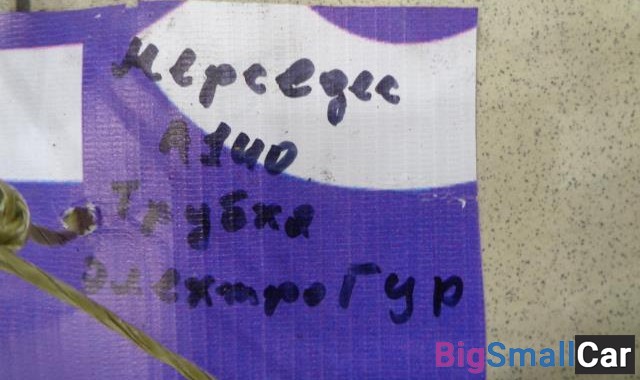 Мерседес
А140
Трубка
ЭлектроГур
BigSmallCar